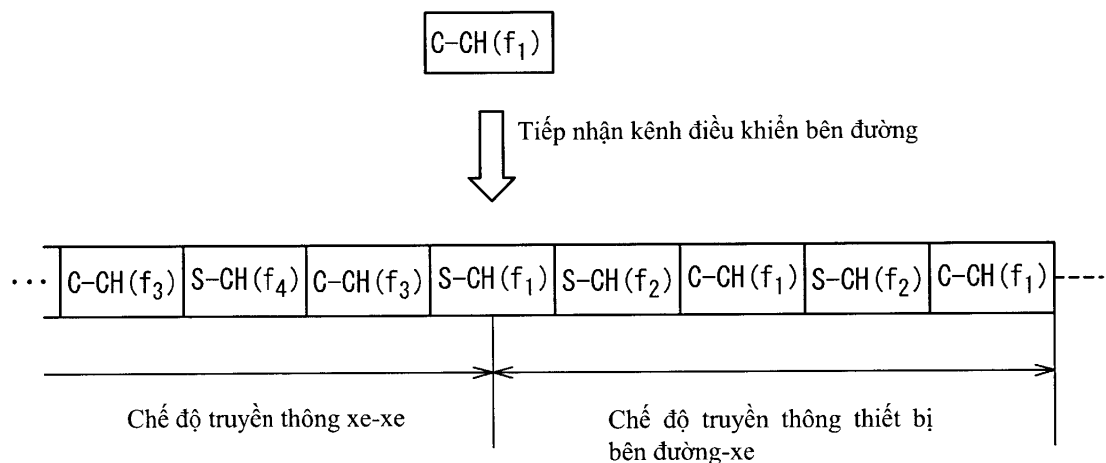 C-CH(f1)
Tiếp nhận kênh điều khiển bên đường
··· C-CH(f3) S-CH(f4) C-CH(f3) S-CH(f1) S-CH(f2) C-CH(f1) S-CH(f2) C-CH(f1) ----
Chế độ truyền thông xe-xe
Chế độ truyền thông thiết bị
bên đường-xe